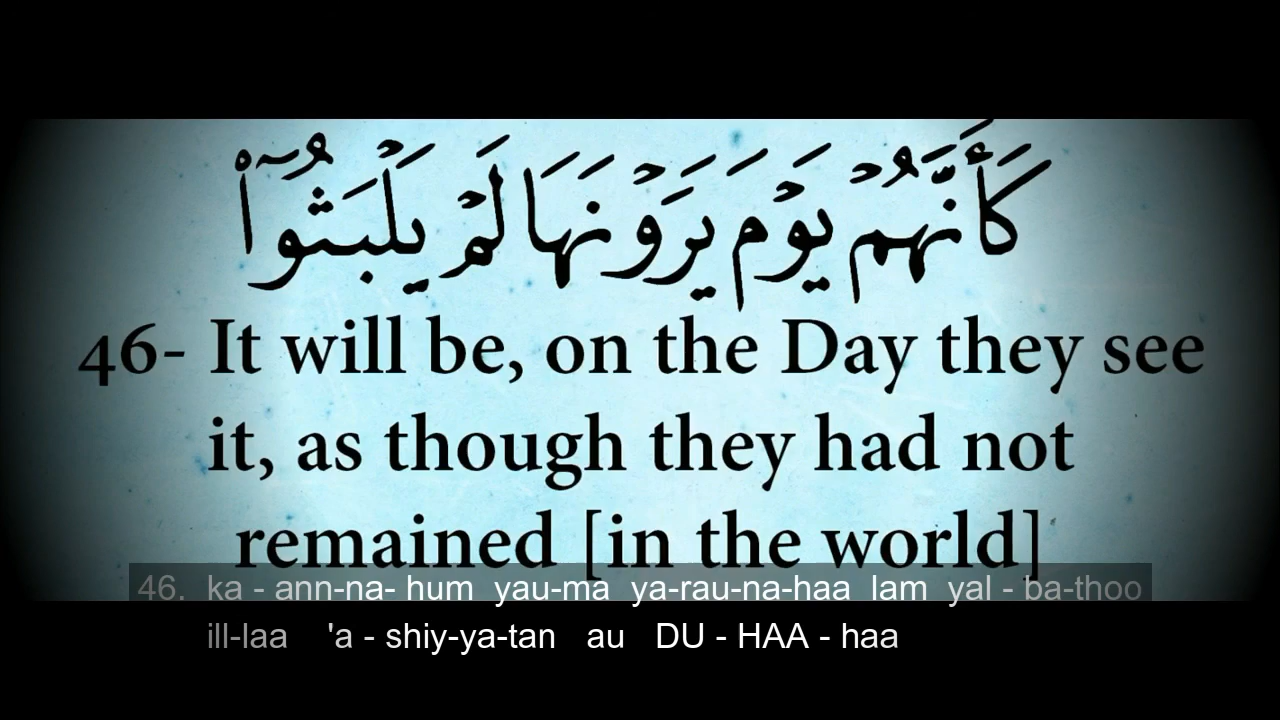 كَأَنَّهُمْ يَوْمَ يَرَوْنَهَا لَمْ يَلْبَثُوٓا۟
46- It will be, on the Day they see
it, as though they had not
remained [in the world]
46. ka - ann-na- hum yau-ma ya-rau-na-haa lam yal - ba-thoo
ill-laa 'a - shiy-ya-tan au DU - HAA - haa